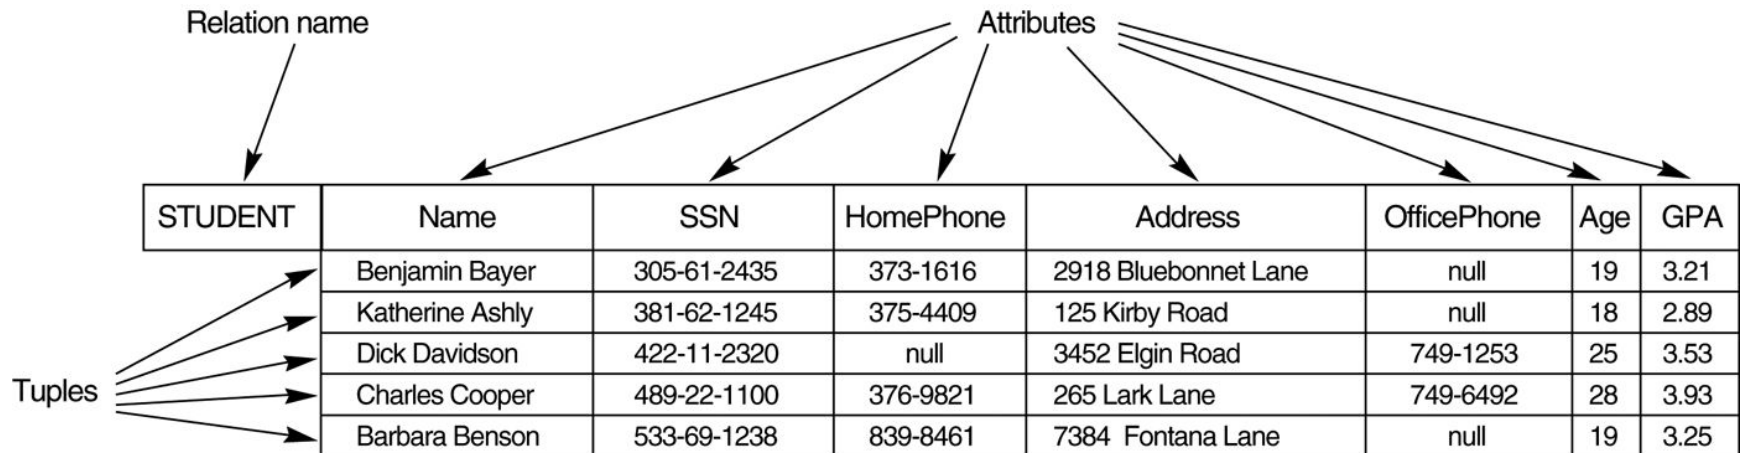 Relation name Attributes
STUDENT Name SSN HomePhone Address OfficePhone Age GPA
Benjamin Bayer 305-61-2435 373-1616 2918 Bluebonnet Lane null 19 3.21
Katherine Ashly 381-62-1245 375-4409 125 Kirby Road null 18 2.89
Dick Davidson 422-11-2320 null 3452 Elgin Road 749-1253 25 3.53
Tuples Charles Cooper 489-22-1100 376-9821 265 Lark Lane 749-6492 28 3.93
Barbara Benson 533-69-1238 839-8461 7384 Fontana Lane null 19 3.25